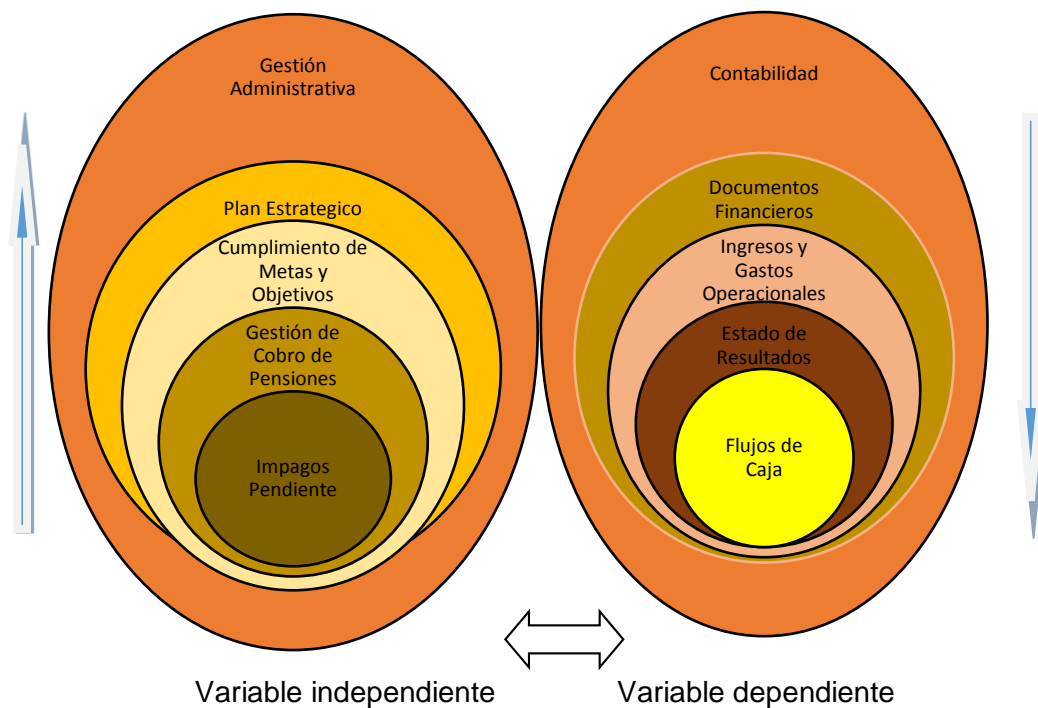 Gestión
Administrativa
Plan Estrategico
Cumplimiento de
Metas y
Objetivos
Gestión de
Cobro de
Pensiones
Impagos
Pendiente
Contabilidad
Documentos
Financieros
Ingresos y
Gastos
Operacionales
Estado de
Resultados
Flujos de
Caja
Variable independiente
Variable dependiente